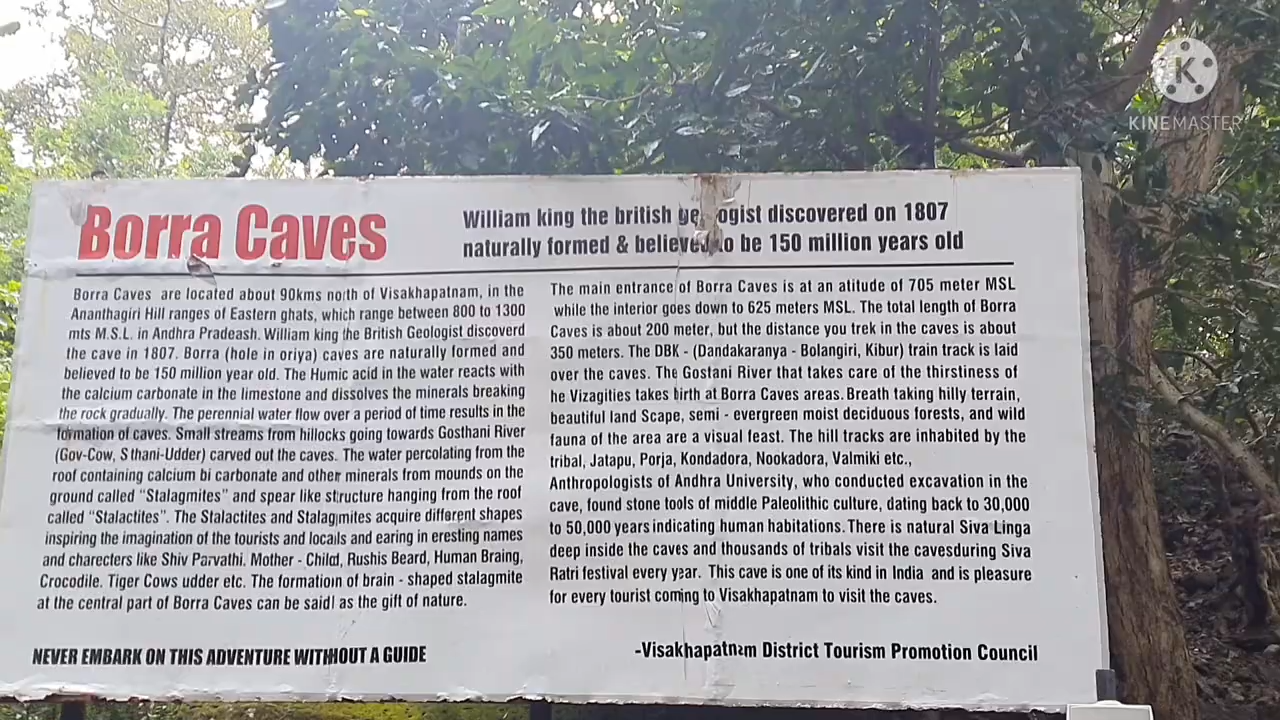 Borra Caves
William king the british ge ogist discovered on 1807
naturally formed & believed to be 150 million years old
Borra Caves are located about 90kms north of Visakhapatnam, in the
Ananthagiri Hill ranges of Eastern ghats, which range between 800 to 1300
mts M.S.L. in Andhra Pradeash. William king the British Geologist discoverd
the cave in 1807. Borra (hole in oriya) caves are naturally formed and
believed to be 150 million year old. The Humic acid in the water reacts with
the calcium carbonate in the limestone and dissolves the minerals breaking
the rock gradually. The perennial water flow over a period of time results in the
formation of caves. Small streams from hillocks going towards Gosthani River
(Gov-Cow, Sthani-Udder) carved out the caves. The water percolating from the
roof containing calcium bi carbonate and other minerals from mounds on the
ground called “Stalagmites” and spear like structure hanging from the roof
called “Stalactites”. The Stalactites and Stalagmites acquire different shapes
inspiring the imagination of the tourists and locails and earing in eresting names
and charecters like Shiv Parvathi. Mother - Child, Rushis Beard, Human Braing,
Crocodile. Tiger Cows udder etc. The formation of brain - shaped stalagmite
at the central part of Borra Caves can be said as the gift of nature.
NEVER EMBARK ON THIS ADVENTURE WITHOUT A GUIDE
The main entrance of Borra Caves is at an atitude of 705 meter MSL
while the interior goes down to 625 meters MSL. The total length of Borra
Caves is about 200 meter, but the distance you trek in the caves is about
350 meters. The DBK - (Dandakaranya - Bolangiri, Kibur) train track is laid
over the caves. The Gostani River that takes care of the thirstiness of
he Vizagities takes birth at Borra Caves areas. Breath taking hilly terrain,
beautiful land Scape, semi - evergreen moist deciduous forests, and wild
fauna of the area are a visual feast. The hill tracks are inhabited by the
tribal, Jatapu, Porja, Kondadora, Nookadora, Valmiki etc.,
Anthropologists of Andhra University, who conducted excavation in the
cave, found stone tools of middle Paleolithic culture, dating back to 30,000
to 50,000 years indicating human habitations. There is natural Siva Linga
deep inside the caves and thousands of tribals visit the cavesduring Siva
Ratri festival every year. This cave is one of its kind in India and is pleasure
for every tourist coming to Visakhapatnam to visit the caves.
-Visakhapatnam District Tourism Promotion Council
K
KINEMASTER